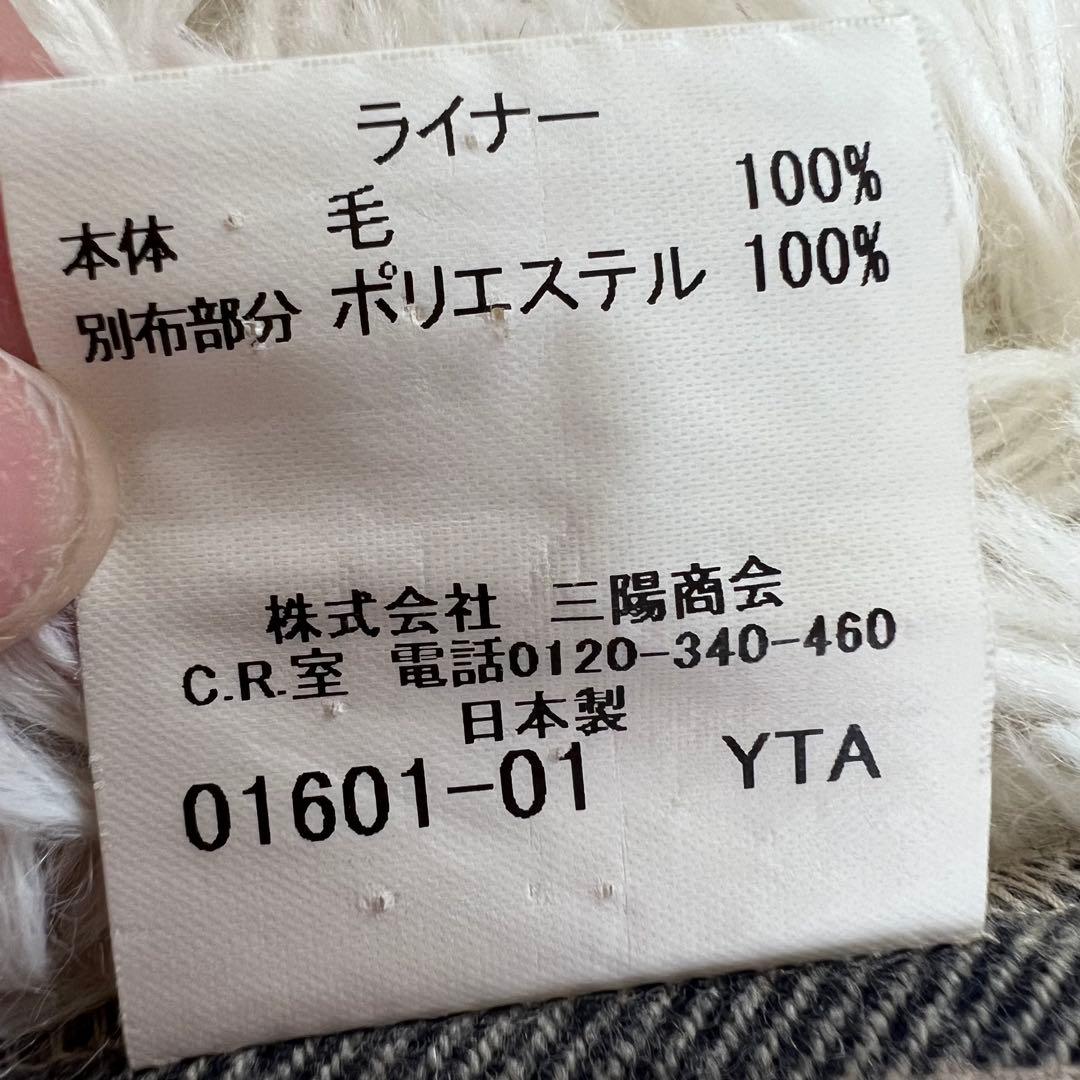 ライナー
本体 毛 100%
別布部分 ポリエステル 100%
株式会社 三陽商会
C.R.室 電話0120-340-460
日本製
01601-01 YTA